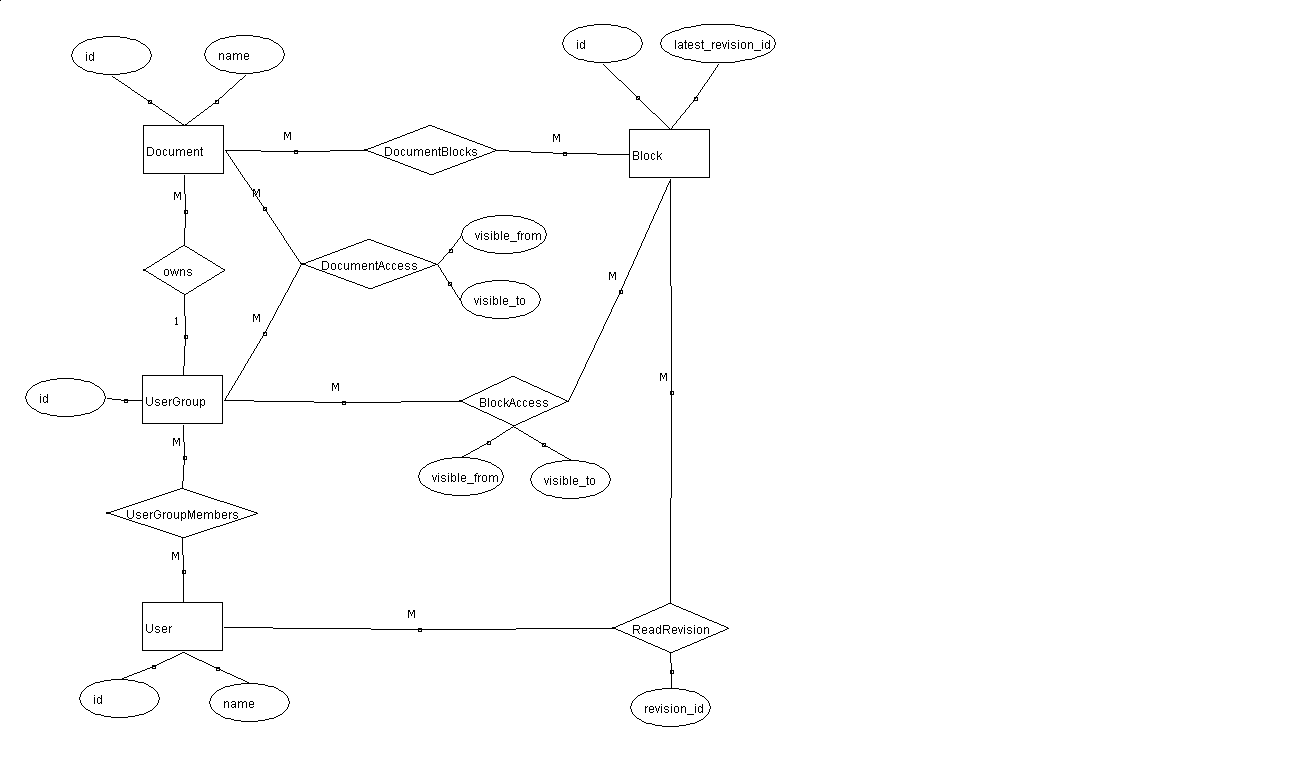 id
name
id
latest_revision_id
Document
M
DocumentBlocks
M
Block
M
M
visible_from
owns
DocumentAccess
M
visible_to
1
M
id
UserGroup
M
BlockAccess
M
M
visible_from
visible_to
UserGroupMembers
M
User
M
ReadRevision
id
name
revision_id